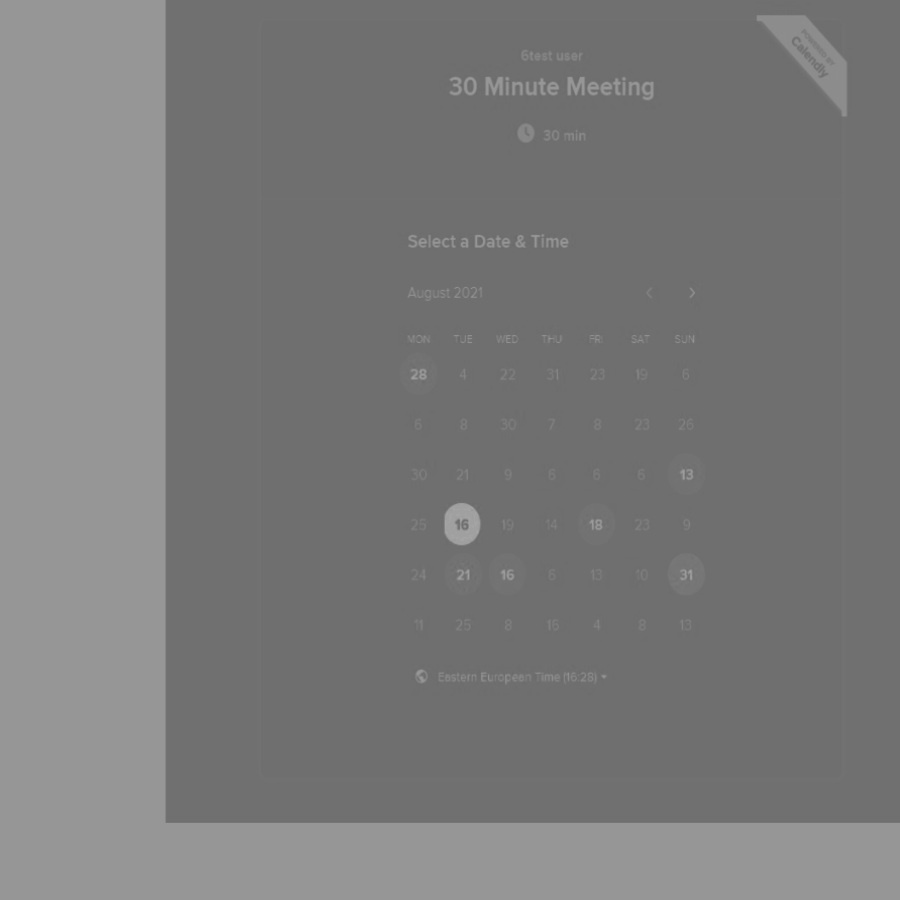 6test user
30 Minute Meeting
30 min
POWERED BY
Calendly
Select a Date & Time
August 2021
MON TUE WED THU FRI SAT SUN
28 4 22 31 23 19 6
6 8 30 7 8 23 26
30 21 9 6 6 6 13
25 16 19 14 18 23 9
24 21 16 6 13 10 31
11 25 8 16 4 8 13
Eastern European Time (16:28)